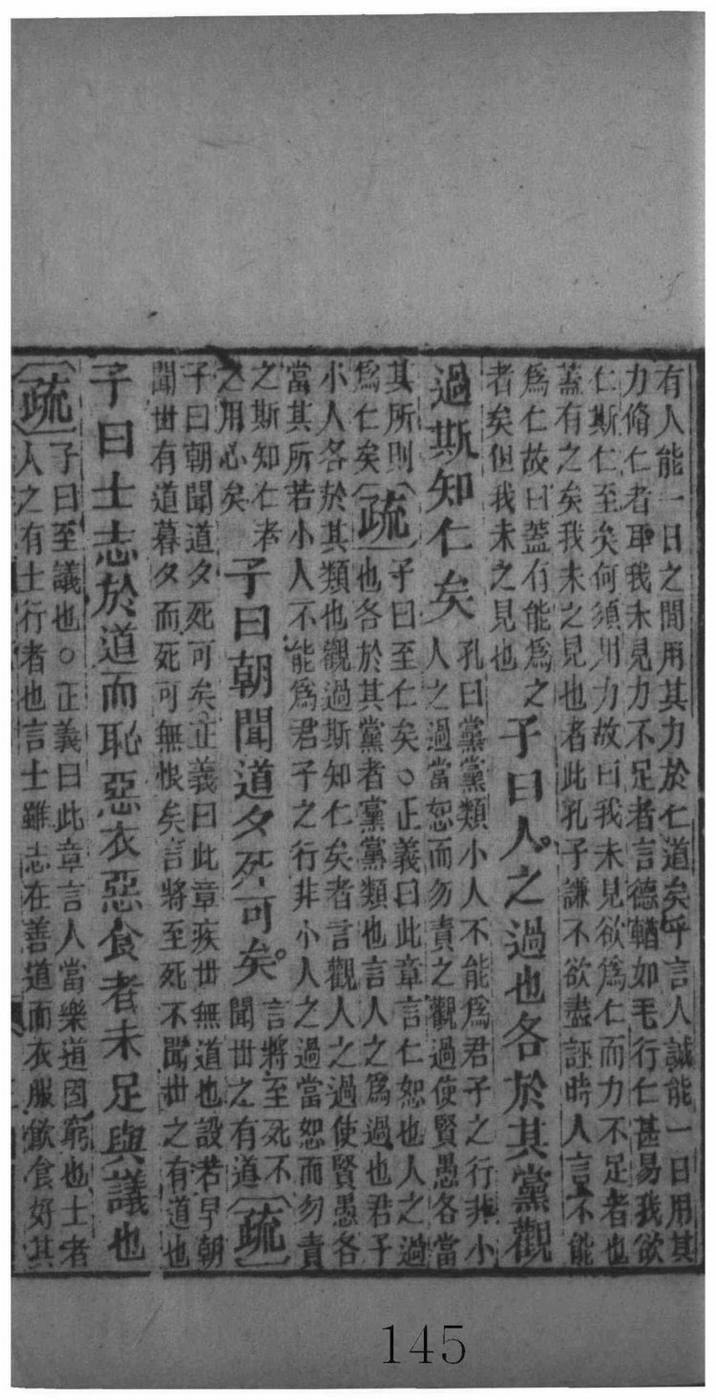 有人能一日之間用其力於仁道矣乎言人誠能一日用其
力脩仁者耶我未見力不足者言德輶如毛行仁甚易我欲
仁斯仁至矣何須用力故曰我未見欲爲仁而力不足者也
蓋有之矣我未之見也者此孔子謙不欲盡誣時人言不能
爲仁故曰蓋有能爲之
者矣但我未之見也
子曰人之過也各於其黨觀
過斯知仁矣
孔曰黨黨類小人不能爲君子之行非小
人之過當恕而勿責之觀過使賢愚各當
其所則
爲仁矣
疏
子曰至仁矣○正義曰此章言仁恕也人之過
也各於其黨者黨黨類也言人之爲過也君子
小人各於其類也觀過斯知仁矣者言觀人之過使賢愚各
當其所若小人不能爲君子之行非小人之過當恕而勿責
之斯知仁者
之用心矣
子曰朝聞道夕死可矣
言將至死不
聞世之有道
疏
子曰朝聞道夕死可矣正義曰此章疾世無道也設若早朝
聞世有道暮夕而死可無恨矣言將至死不聞世之有道也
子曰士志於道而恥惡衣惡食者未足與議也
疏
子曰至議也○正義曰此章言人當樂道固窮也士者
人之有士行者也言士雖志在善道而衣服飲食好其
145